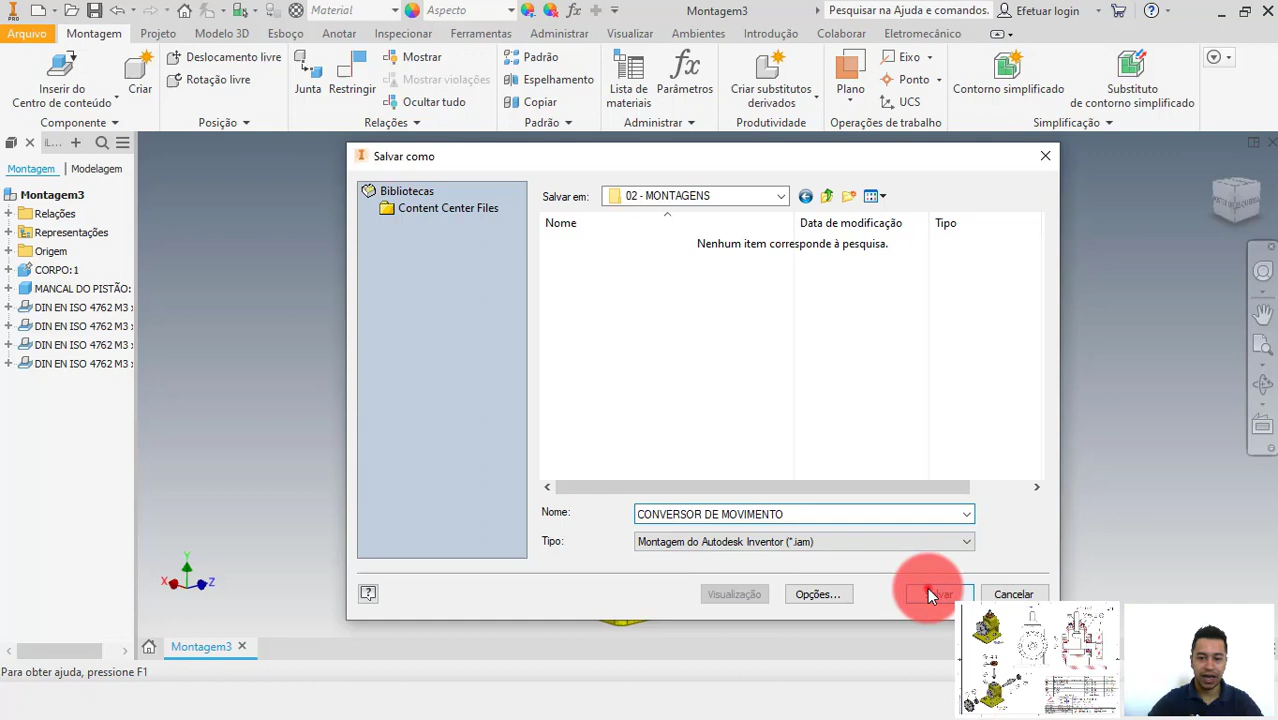 Material
Aspecto
Montagem3
Pesquisar na Ajuda e comandos.
Efetuar login
PRO
Arquivo
Montagem
Projeto
Modelo 3D
Esboço
Anotar
Inspecionar
Ferramentas
Administrar
Visualizar
Ambientes
Introdução
Colaborar
Eletromecânico
Inserir do
Centro de conteúdo
Criar
Deslocamento livre
Rotação livre
Junta
Restringir
Mostrar
Mostrar violações
Ocultar tudo
Padrão
Espelhamento
Copiar
Lista de
materiais
Parâmetros
Criar substitutos
derivados
Plano
Eixo
Ponto
UCS
Contorno simplificado
Substituto
de contorno simplificado
Componente
Posição
Relações
Padrão
Administrar
Produtividade
Operações de trabalho
Simplificação
Montagem
Modelagem
Montagem3
Relações
Representações
Origem
CORPO:1
MANCAL DO PISTÃO:
DIN EN ISO 4762 M3 x
DIN EN ISO 4762 M3 x
DIN EN ISO 4762 M3 x
DIN EN ISO 4762 M3 x
Salvar como
Bibliotecas
Content Center Files
Salvar em:
02 - MONTAGENS
Nome
Data de modificação
Tipo
Nenhum item corresponde à pesquisa.
Nome:
CONVERSOR DE MOVIMENTO
Tipo:
Montagem do Autodesk Inventor (*.iam)
Visualização
Opções...
Salvar
Cancelar
Y
X
Z
Montagem3
Para obter ajuda, pressione F1